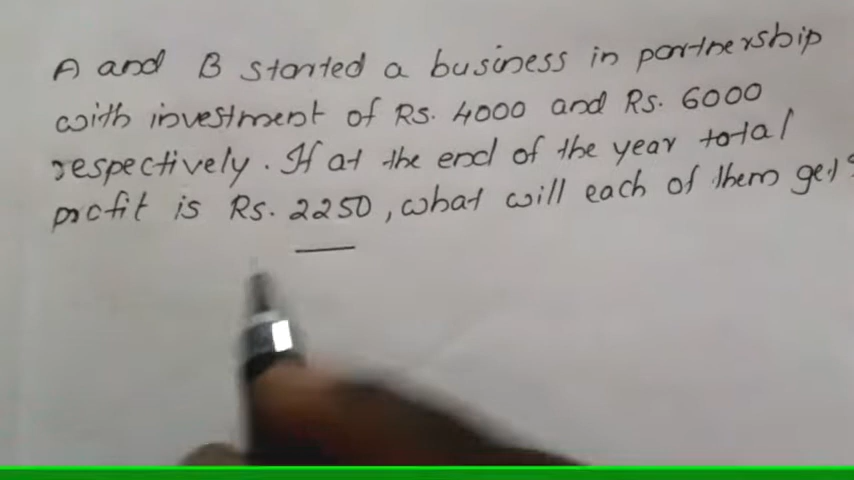 A and B started a business in partnership
with investment of Rs. 4000 and Rs. 6000
respectively. If at the end of the year total
profit is Rs. 2250, what will each of them get?